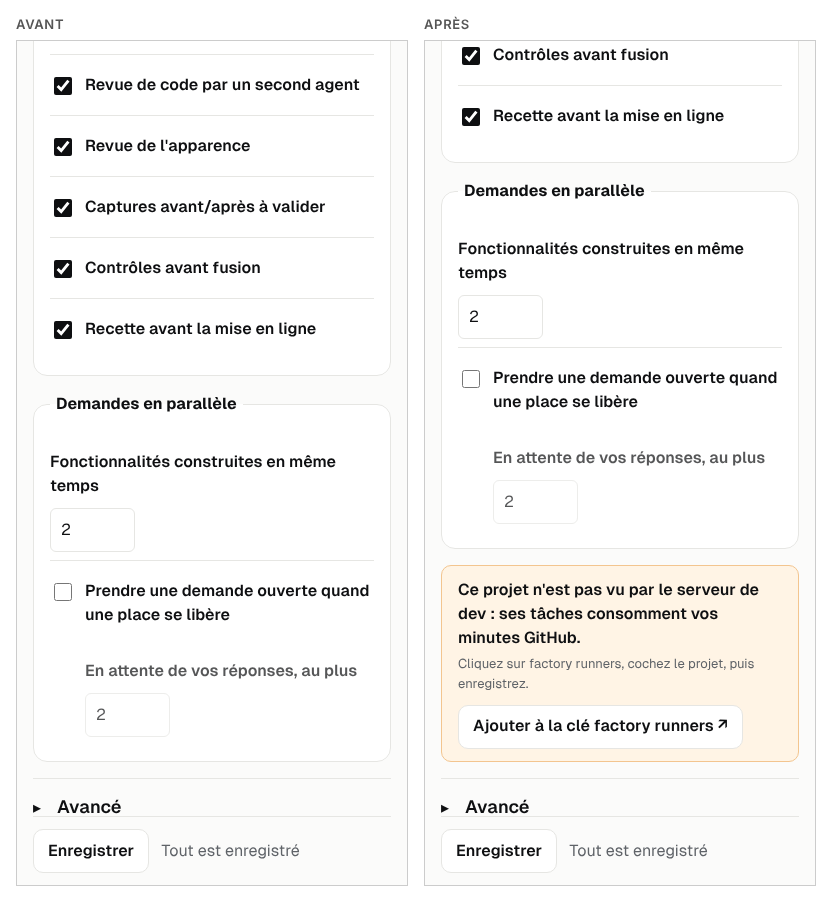 AVANT
Revue de code par un second agent
Revue de l'apparence
Captures avant/après à valider
Contrôles avant fusion
Recette avant la mise en ligne
Demandes en parallèle
Fonctionnalités construites en même
temps
2
Prendre une demande ouverte quand
une place se libère
En attente de vos réponses, au plus
2
Avancé
Enregistrer
Tout est enregistré
APRÈS
Contrôles avant fusion
Recette avant la mise en ligne
Demandes en parallèle
Fonctionnalités construites en même
temps
2
Prendre une demande ouverte quand
une place se libère
En attente de vos réponses, au plus
2
Ce projet n'est pas vu par le serveur de
dev : ses tâches consomment vos
minutes GitHub.
Cliquez sur factory runners, cochez le projet, puis
enregistrez.
Ajouter à la clé factory runners ↗
Avancé
Enregistrer
Tout est enregistré